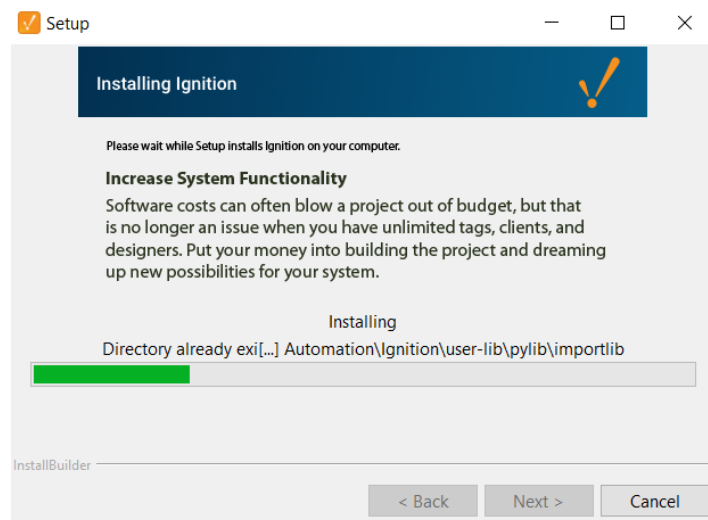 Setup
Installing Ignition
Please wait while Setup installs Ignition on your computer.
Increase System Functionality
Software costs can often blow a project out of budget, but that
is no longer an issue when you have unlimited tags, clients, and
designers. Put your money into building the project and dreaming
up new possibilities for your system.
Installing
Directory already exi[...] Automation\Ignition\user-lib\pylib\importlib
InstallBuilder
< Back Next > Cancel